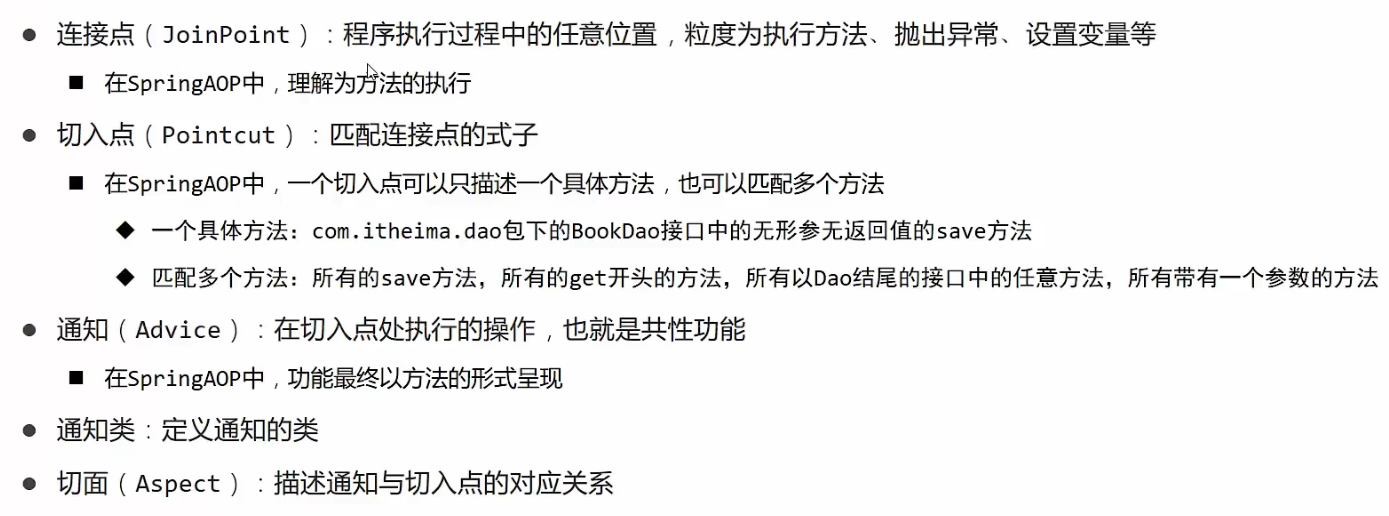 ● 连接点（JoinPoint）：程序执行过程中的任意位置，粒度为执行方法、抛出异常、设置变量等
■ 在SpringAOP中，理解为方法的执行
● 切入点（Pointcut）：匹配连接点的式子
■ 在SpringAOP中，一个切入点可以只描述一个具体方法，也可以匹配多个方法
◆ 一个具体方法：com.itheima.dao包下的BookDao接口中的无形参无返回值的save方法
◆ 匹配多个方法：所有的save方法，所有的get开头的方法，所有以Dao结尾的接口中的任意方法，所有带有一个参数的方法
● 通知（Advice）：在切入点处执行的操作，也就是共性功能
■ 在SpringAOP中，功能最终以方法的形式呈现
● 通知类：定义通知的类
● 切面（Aspect）：描述通知与切入点的对应关系